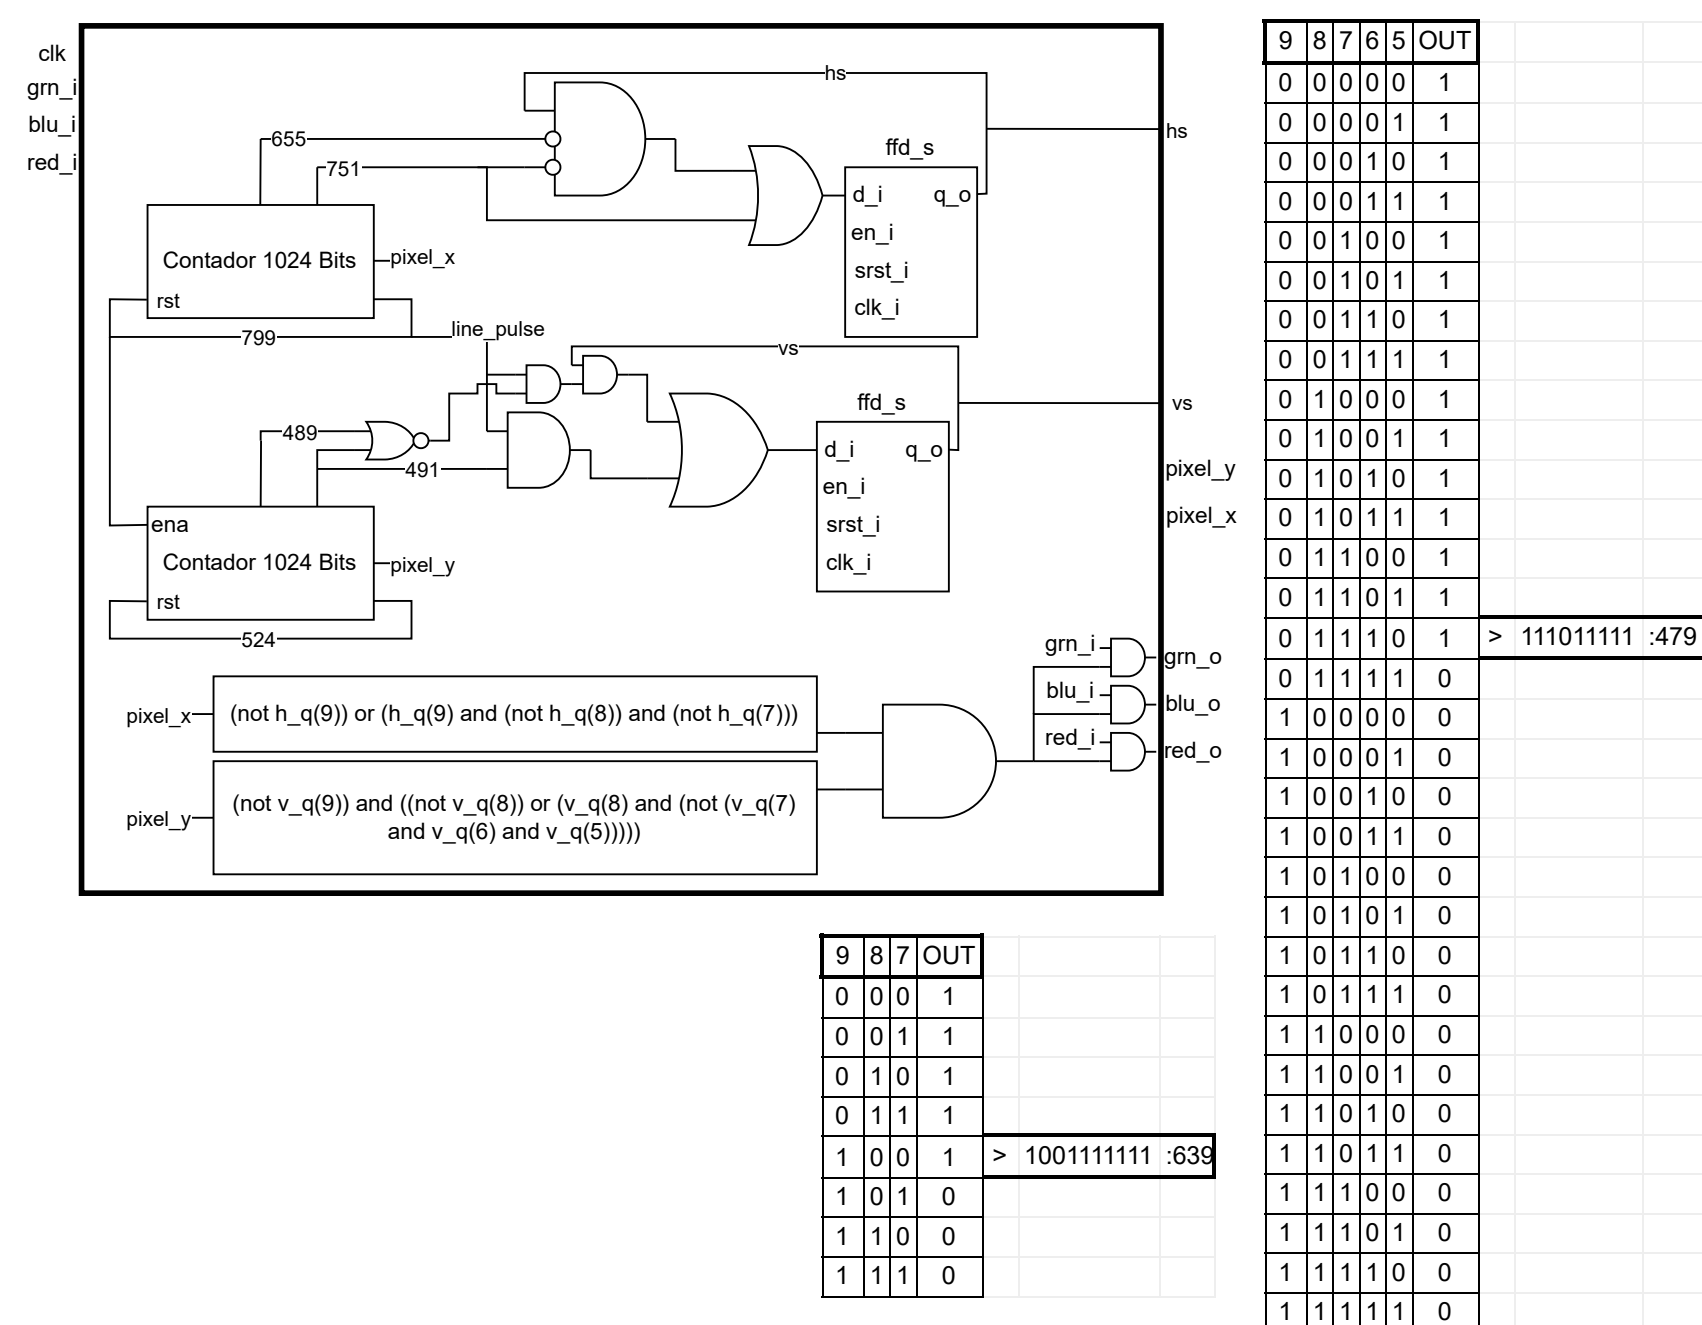 clk
grn_i
blu_i
red_i
hs
655
751
ffd_s
d_i q_o
en_i
srst_i
clk_i
hs
Contador 1024 Bits
pixel_x
rst
799
line_pulse
vs
ffd_s
d_i q_o
en_i
srst_i
clk_i
vs
489
491
pixel_y
pixel_x
ena
Contador 1024 Bits
pixel_y
rst
524
grn_i
grn_o
blu_i
blu_o
red_i
red_o
pixel_x
(not h_q(9)) or (h_q(9) and (not h_q(8)) and (not h_q(7)))
pixel_y
(not v_q(9)) and ((not v_q(8)) or (v_q(8) and (not (v_q(7)
and v_q(6) and v_q(5)))))
9 8 7 OUT
0 0 0 1
0 0 1 1
0 1 0 1
0 1 1 1
1 0 0 1 > 1001111111 :639
1 0 1 0
1 1 0 0
1 1 1 0
9 8 7 6 5 OUT
0 0 0 0 0 1
0 0 0 0 1 1
0 0 0 1 0 1
0 0 0 1 1 1
0 0 1 0 0 1
0 0 1 0 1 1
0 0 1 1 0 1
0 0 1 1 1 1
0 1 0 0 0 1
0 1 0 0 1 1
0 1 0 1 0 1
0 1 0 1 1 1
0 1 1 0 0 1
0 1 1 0 1 1
0 1 1 1 0 1 > 111011111 :479
0 1 1 1 1 0
1 0 0 0 0 0
1 0 0 0 1 0
1 0 0 1 0 0
1 0 0 1 1 0
1 0 1 0 0 0
1 0 1 0 1 0
1 0 1 1 0 0
1 0 1 1 1 0
1 1 0 0 0 0
1 1 0 0 1 0
1 1 0 1 0 0
1 1 0 1 1 0
1 1 1 0 0 0
1 1 1 0 1 0
1 1 1 1 0 0
1 1 1 1 1 0